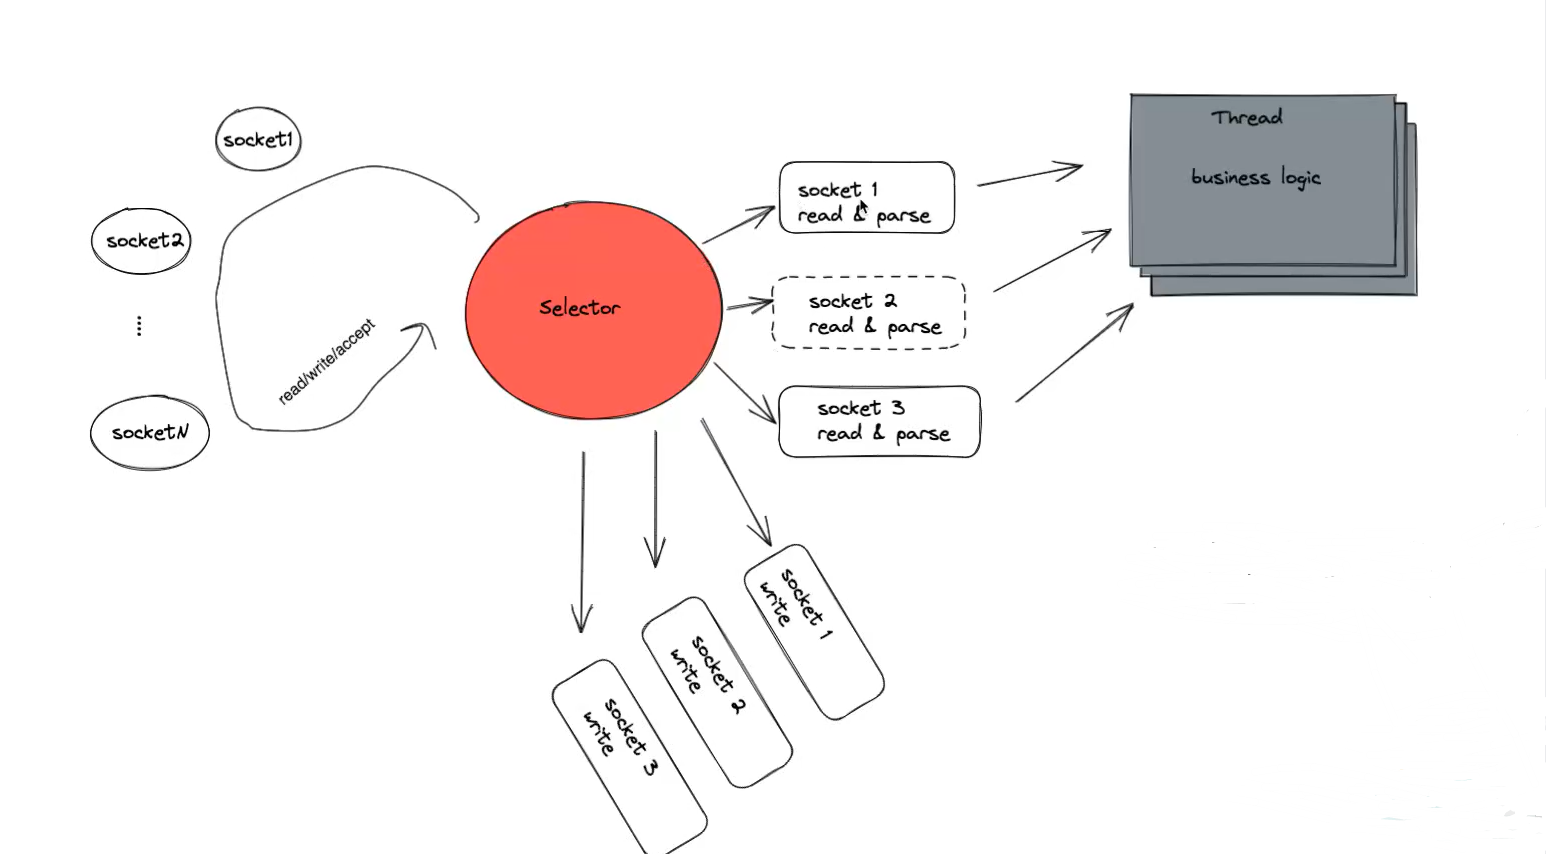 socket1
socket2
socketN
read/write/accept
Selector
socket 1
read & parse
socket 2
read & parse
socket 3
read & parse
Thread
business logic
socket 1
write
socket 2
write
socket 3
write